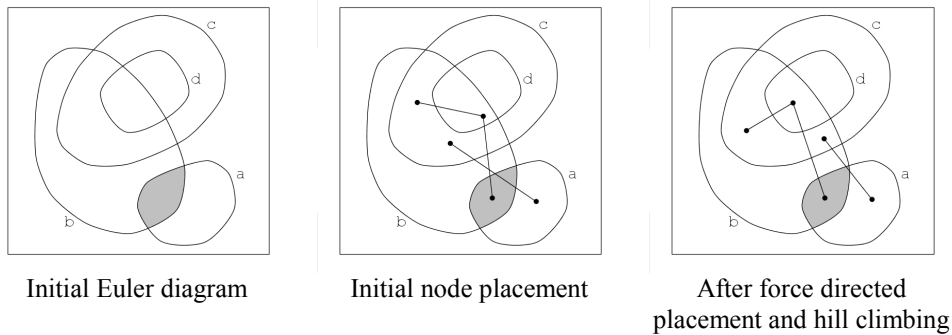 c
d
a
b
c
d
a
b
c
d
a
b
Initial Euler diagram
Initial node placement
After force directed
placement and hill climbing